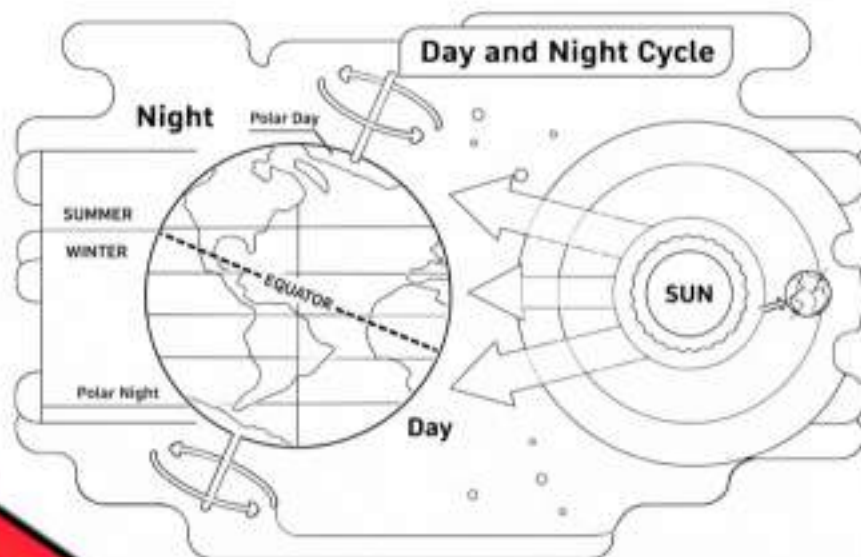 Day and Night Cycle
Night
Polar Day
SUMMER
WINTER
EQUATOR
SUN
Polar Night
Day